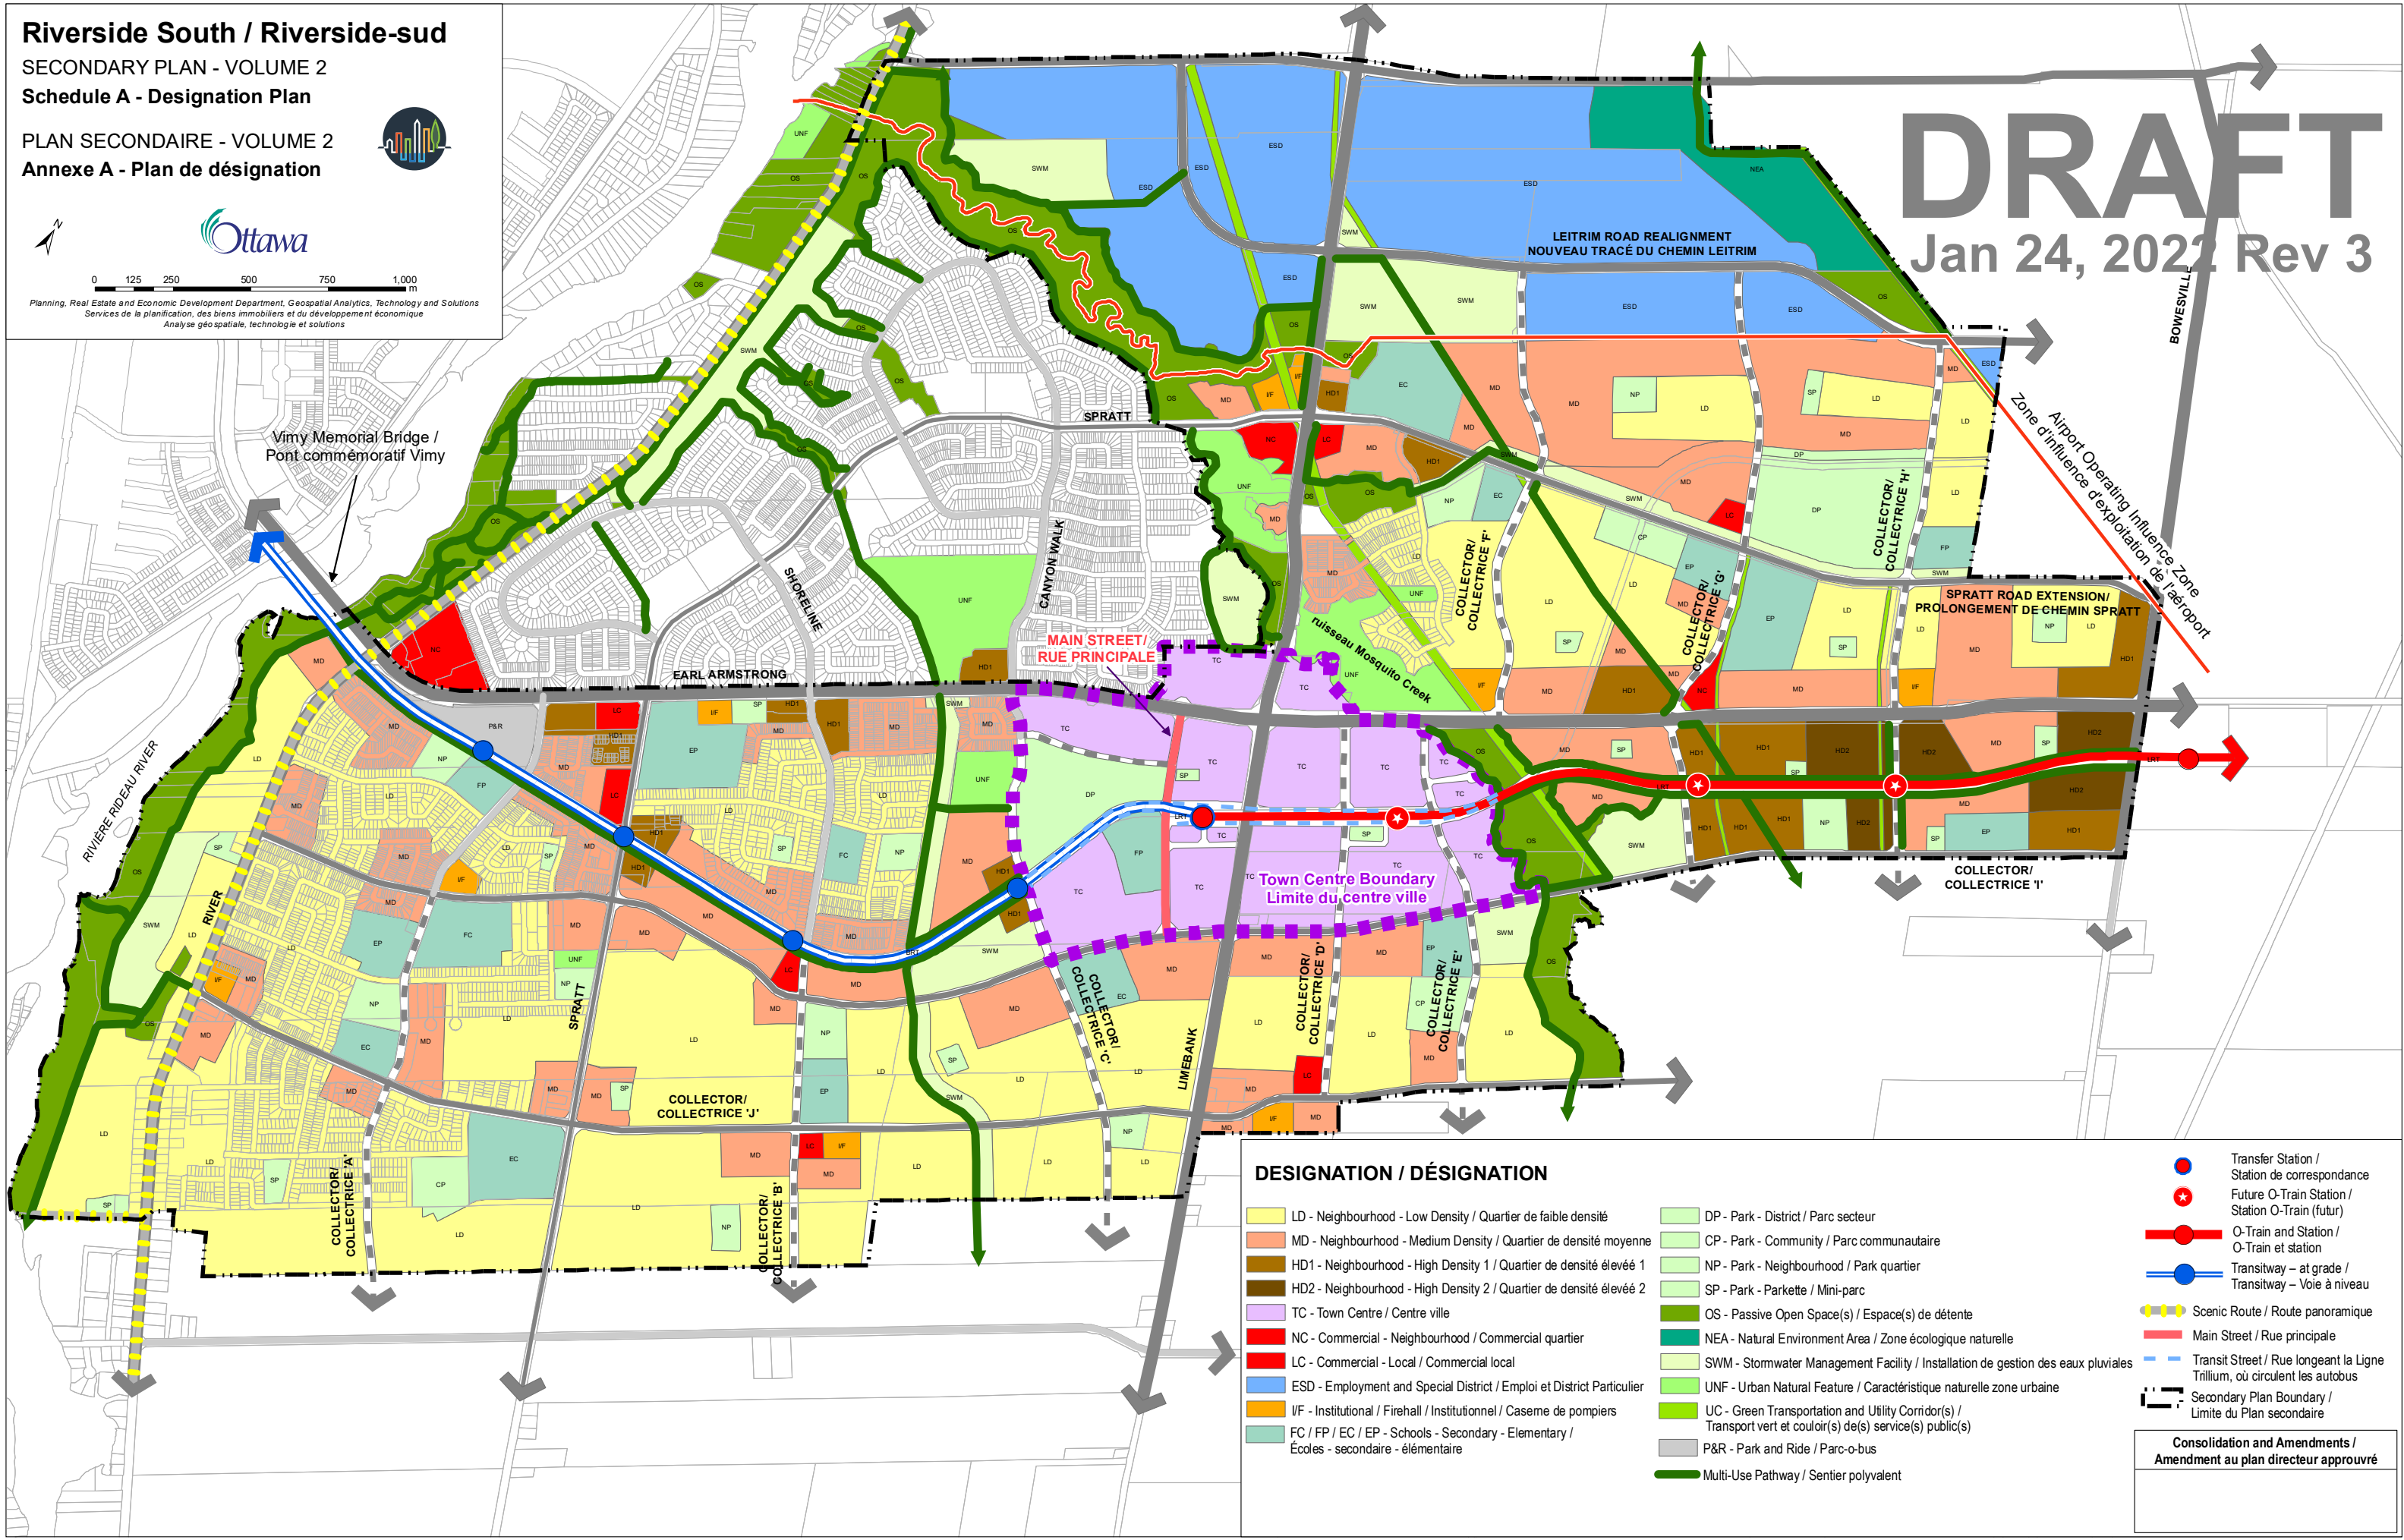 Riverside South / Riverside-sud
SECONDARY PLAN - VOLUME 2
Schedule A - Designation Plan
PLAN SECONDAIRE - VOLUME 2
Annexe A - Plan de désignation
N
Ottawa
0 125 250 500 750 1,000
m
Planning, Real Estate and Economic Development Department, Geospatial Analytics, Technology and Solutions
Services de la planification, des biens immobiliers et du développement économique
Analyse géospatiale, technologie et solutions
DRAFT
Jan 24, 2022 Rev 3
LEITRIM ROAD REALIGNMENT
NOUVEAU TRACÉ DU CHEMIN LEITRIM
BOWESVILLE
Airport Operating Influence Zone
Zone d'influence d'exploitation de l'aéroport
Vimy Memorial Bridge /
Pont commémoratif Vimy
SPRATT
CANYON WALK
SHORELINE
EARL ARMSTRONG
MAIN STREET/
RUE PRINCIPALE
ruisseau Mosquito Creek
COLLECTOR/
COLLECTRICE 'F'
COLLECTOR/
COLLECTRICE 'G'
COLLECTOR/
COLLECTRICE 'H'
SPRATT ROAD EXTENSION/
PROLONGEMENT DE CHEMIN SPRATT
RIVIÈRE RIDEAU RIVER
RIVER
Town Centre Boundary
Limite du centre ville
COLLECTOR/
COLLECTRICE 'I'
SPRATT
COLLECTOR/
COLLECTRICE 'C'
LIMEBANK
COLLECTOR/
COLLECTRICE 'D'
COLLECTOR/
COLLECTRICE 'E'
COLLECTOR/
COLLECTRICE 'J'
COLLECTOR/
COLLECTRICE 'A'
COLLECTOR/
COLLECTRICE 'B'
DESIGNATION / DÉSIGNATION
LD - Neighbourhood - Low Density / Quartier de faible densité
MD - Neighbourhood - Medium Density / Quartier de densité moyenne
HD1 - Neighbourhood - High Density 1 / Quartier de densité élevéé 1
HD2 - Neighbourhood - High Density 2 / Quartier de densité élevéé 2
TC - Town Centre / Centre ville
NC - Commercial - Neighbourhood / Commercial quartier
LC - Commercial - Local / Commercial local
ESD - Employment and Special District / Emploi et District Particulier
I/F - Institutional / Firehall / Institutionnel / Caserne de pompiers
FC / FP / EC / EP - Schools - Secondary - Elementary /
Écoles - secondaire - élémentaire
DP - Park - District / Parc secteur
CP - Park - Community / Parc communautaire
NP - Park - Neighbourhood / Park quartier
SP - Park - Parkette / Mini-parc
OS - Passive Open Space(s) / Espace(s) de détente
NEA - Natural Environment Area / Zone écologique naturelle
SWM - Stormwater Management Facility / Installation de gestion des eaux pluviales
UNF - Urban Natural Feature / Caractéristique naturelle zone urbaine
UC - Green Transportation and Utility Corridor(s) /
Transport vert et couloir(s) de(s) service(s) public(s)
P&R - Park and Ride / Parc-o-bus
Multi-Use Pathway / Sentier polyvalent
Transfer Station /
Station de correspondance
Future O-Train Station /
Station O-Train (futur)
O-Train and Station /
O-Train et station
Transitway – at grade /
Transitway – Voie à niveau
Scenic Route / Route panoramique
Main Street / Rue principale
Transit Street / Rue longeant la Ligne
Trillium, où circulent les autobus
Secondary Plan Boundary /
Limite du Plan secondaire
Consolidation and Amendments /
Amendment au plan directeur approuvré